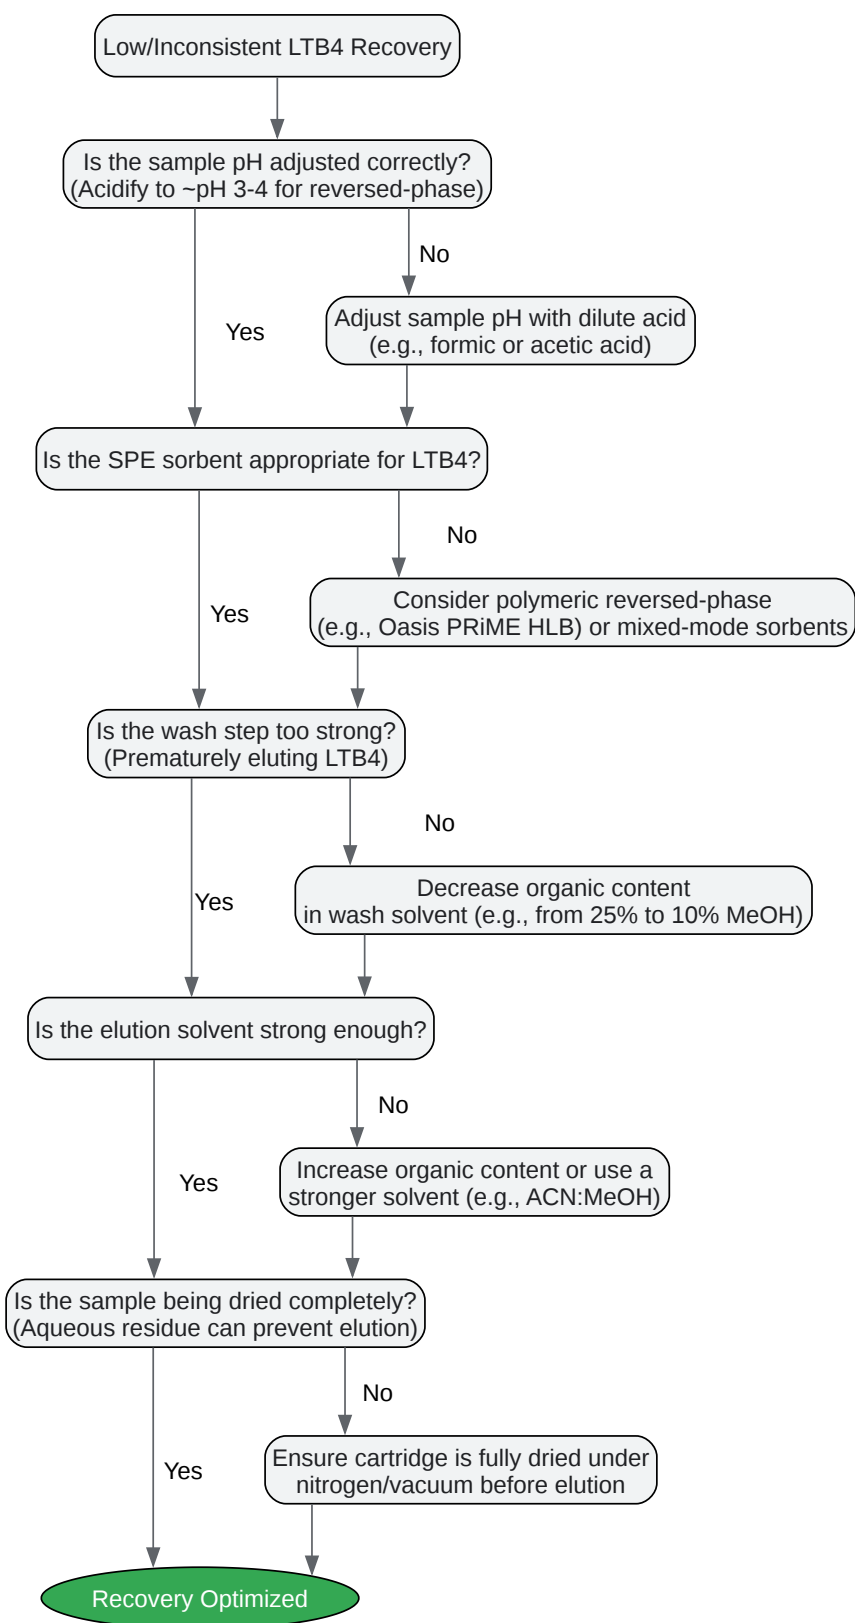 Low/Inconsistent LTB4 Recovery
Is the sample pH adjusted correctly?
(Acidify to ~pH 3-4 for reversed-phase)
No
Yes
Adjust sample pH with dilute acid
(e.g., formic or acetic acid)
Is the SPE sorbent appropriate for LTB4?
No
Yes
Consider polymeric reversed-phase
(e.g., Oasis PRiME HLB) or mixed-mode sorbents
Is the wash step too strong?
(Prematurely eluting LTB4)
No
Yes
Decrease organic content
in wash solvent (e.g., from 25% to 10% MeOH)
Is the elution solvent strong enough?
No
Yes
Increase organic content or use a
stronger solvent (e.g., ACN:MeOH)
Is the sample being dried completely?
(Aqueous residue can prevent elution)
No
Yes
Ensure cartridge is fully dried under
nitrogen/vacuum before elution
Recovery Optimized